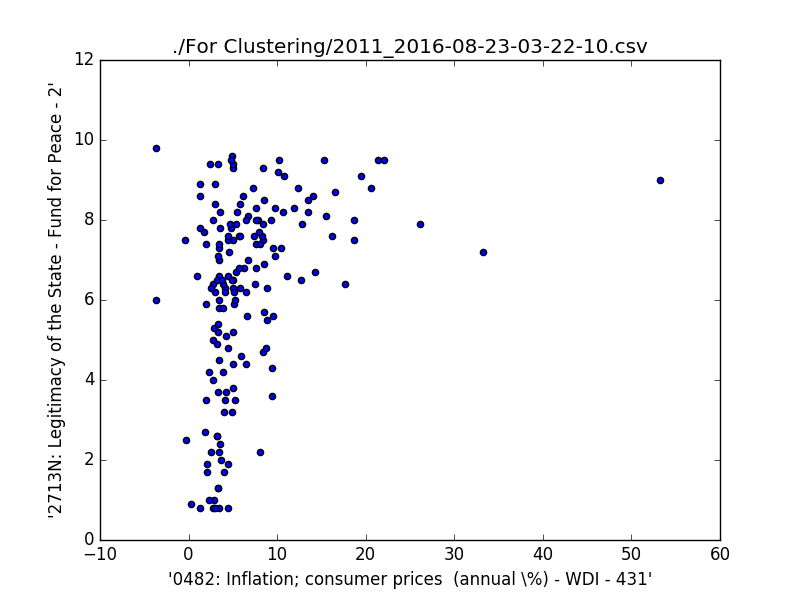 ./For Clustering/2011_2016-08-23-03-22-10.csv
12
10
8
6
4
2
0
'2713N: Legitimacy of the State - Fund for Peace - 2'
−10 0 10 20 30 40 50 60
'0482: Inflation; consumer prices  (annual \%) - WDI - 431'